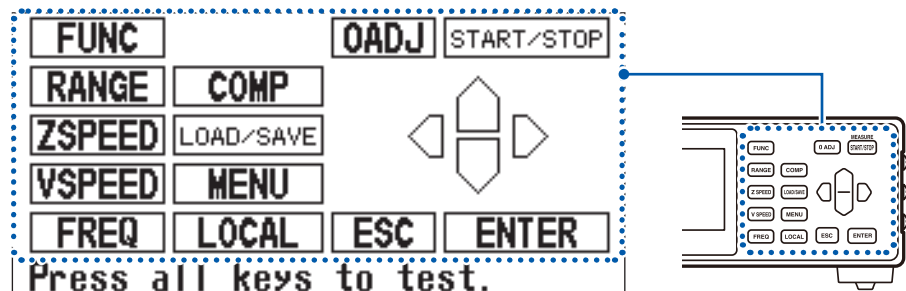 FUNC 0ADJ START/STOP
RANGE COMP
ZSPEED LOAD/SAVE
VSPEED MENU
FREQ LOCAL ESC ENTER
Press all keys to test.
MEASURE
FUNC 0 ADJ START/STOP
RANGE COMP
Z SPEED LOAD/SAVE
V SPEED MENU
FREQ LOCAL ESC ENTER